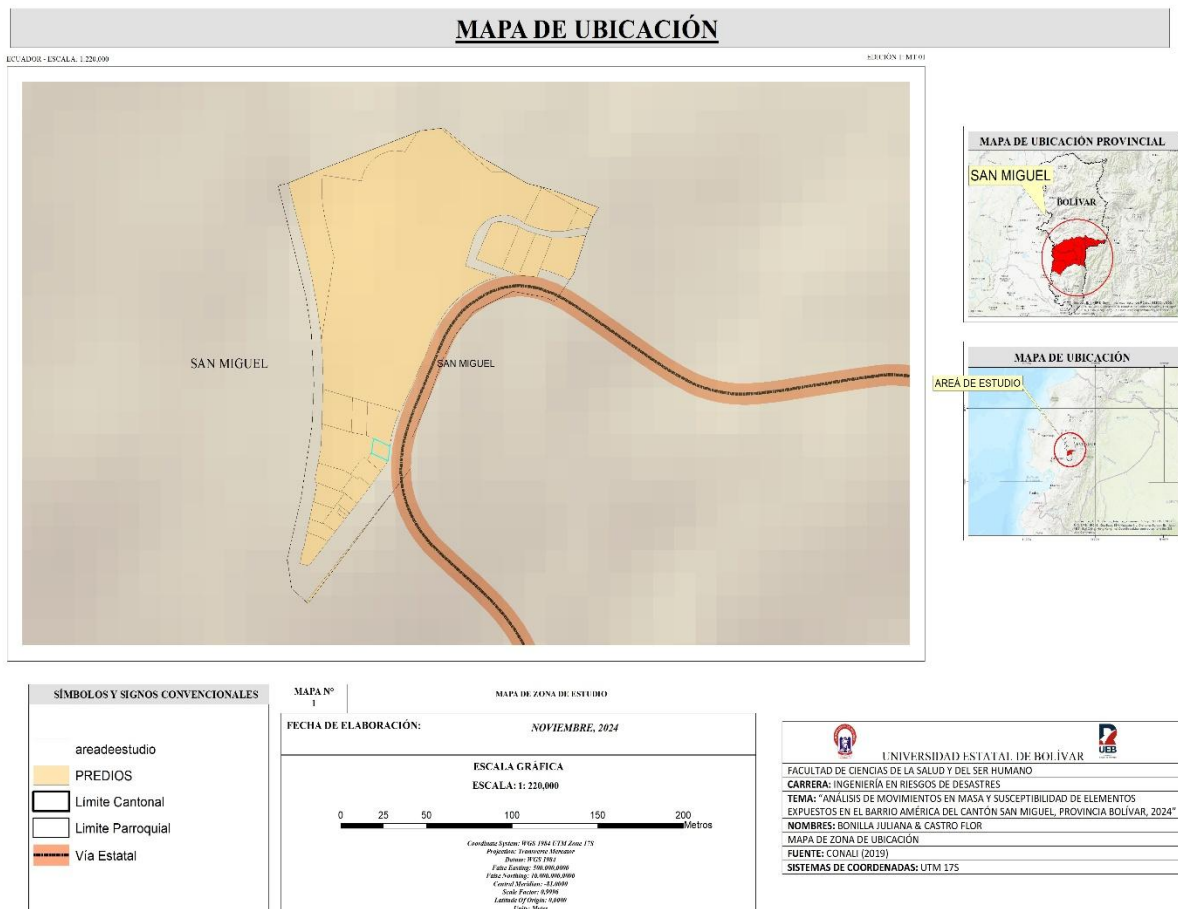 MAPA DE UBICACIÓN
ECUADOR - ESCALA: 1 220,000
EDICIÓN 1: MT 01
SAN MIGUEL
SAN MIGUEL
MAPA DE UBICACIÓN PROVINCIAL
SAN MIGUEL
BOLÍVAR
MAPA DE UBICACIÓN
AREÁ DE ESTUDIO
SÍMBOLOS Y SIGNOS CONVENCIONALES
areadeestudio
PREDIOS
Límite Cantonal
Limite Parroquial
Vía Estatal
MAPA N°
1
MAPA DE ZONA DE ESTUDIO
FECHA DE ELABORACIÓN:
NOVIEMBRE, 2024
ESCALA GRÁFICA
ESCALA: 1: 220,000
0 25 50 100 150 200
Metros
Coordinate System: WGS 1984 UTM Zone 17S
Projection: Transverse Mercator
Datum: WGS 1984
False Easting: 500.000,0000
False Northing: 10.000.000,0000
Central Meridian: -81,0000
Scale Factor: 0,9996
Latitude Of Origin: 0,0000
Units: Meter
UEB
UNIVERSIDAD ESTATAL DE BOLÍVAR
FACULTAD DE CIENCIAS DE LA SALUD Y DEL SER HUMANO
CARRERA: INGENIERÍA EN RIESGOS DE DESASTRES
TEMA: "ANÁLISIS DE MOVIMIENTOS EN MASA Y SUSCEPTIBILIDAD DE ELEMENTOS
EXPUESTOS EN EL BARRIO AMÉRICA DEL CANTÓN SAN MIGUEL, PROVINCIA BOLÍVAR, 2024"
NOMBRES: BONILLA JULIANA & CASTRO FLOR
MAPA DE ZONA DE UBICACIÓN
FUENTE: CONALI (2019)
SISTEMAS DE COORDENADAS: UTM 17S